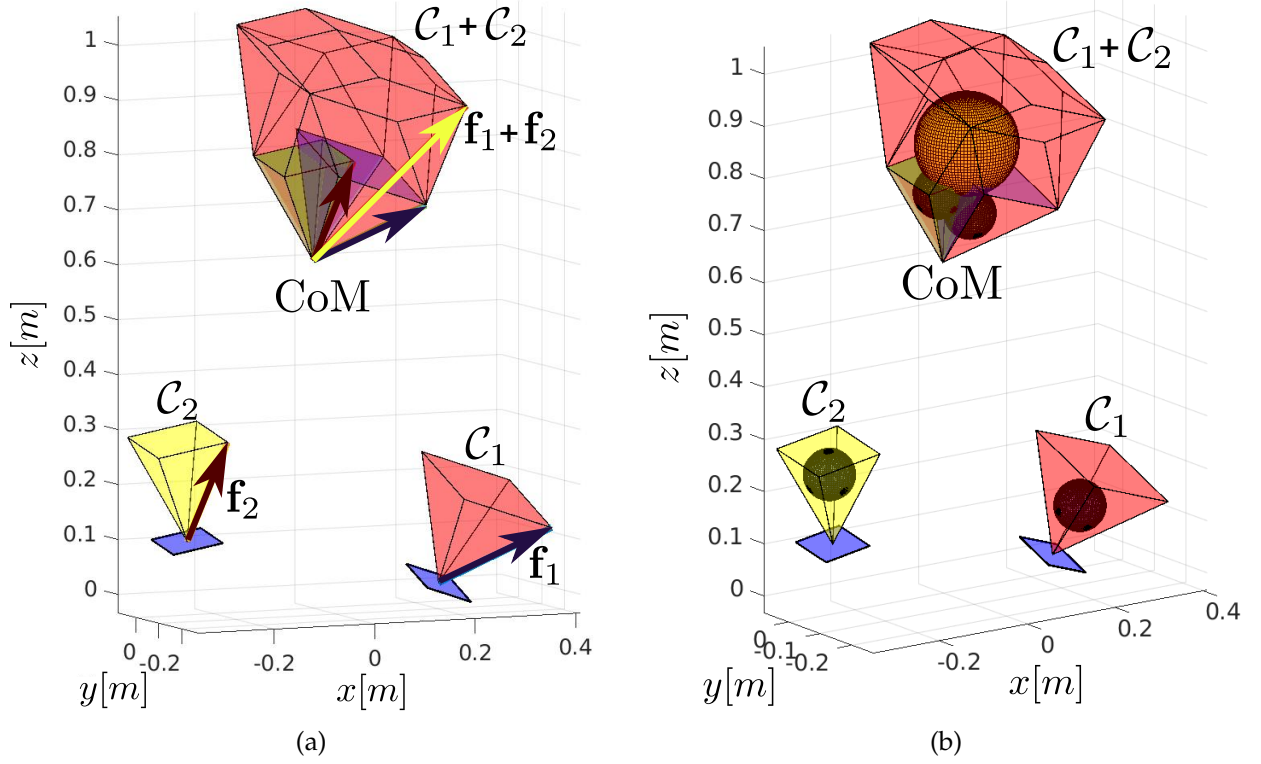 𝒞₁+𝒞₂
1
0.9
f₁+f₂
0.8
0.7
0.6
CoM
0.5
z[m]
0.4
𝒞₂
0.3
𝒞₁
0.2
f₂
0.1
f₁
0
0 -0.2 -0.2 0 0.2 0.4
y[m] x[m]
(a)
𝒞₁+𝒞₂
1
0.9
0.8
0.7
0.6
CoM
0.5
z[m]
0.4
𝒞₂
𝒞₁
0.3
0.2
0.1
0
0 -0.1 -0.2 -0.2 0 0.2 0.4
y[m] x[m]
(b)